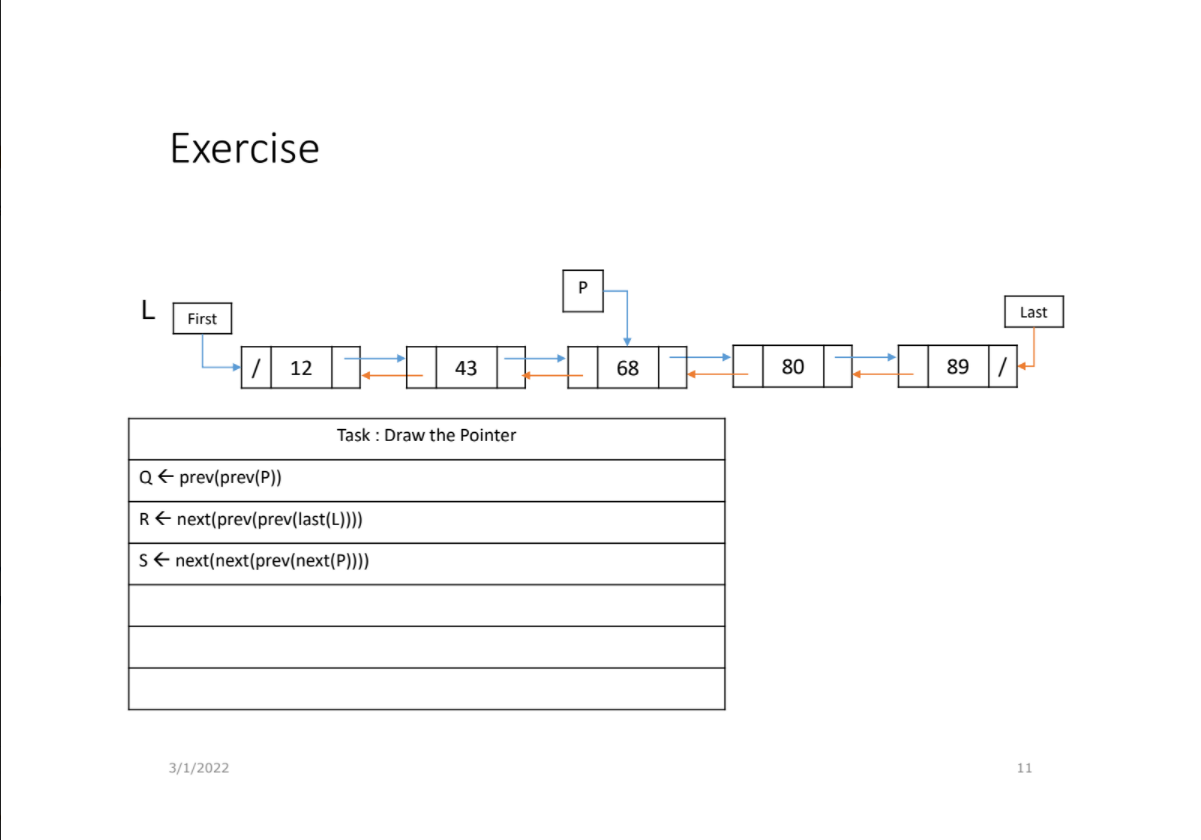 Exercise
P
L
First
Last
/ 12
43
68
80
89 /
Task : Draw the Pointer
Q ← prev(prev(P))
R ← next(prev(prev(last(L))))
S ← next(next(prev(next(P))))
3/1/2022
11